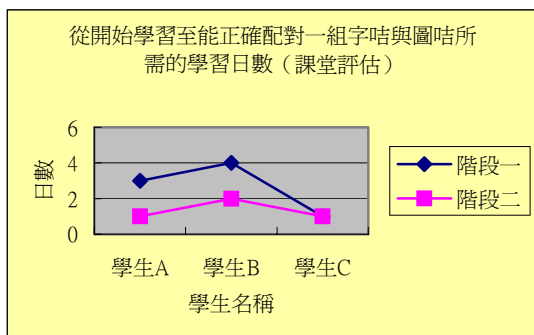 從開始學習至能正確配對一組字咭與圖咭所
需的學習日數（課堂評估）
6
4
2
0
日數
學生A 學生B 學生C
學生名稱
階段一
階段二